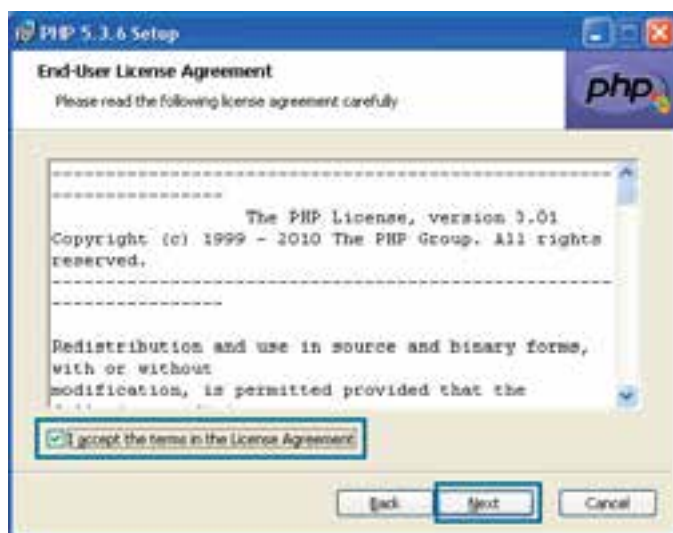 PHP 5.3.6 Setup
End-User License Agreement
Please read the following license agreement carefully
php
------------------------------------------------------
----------------
The PHP License, version 3.01
Copyright (c) 1999 - 2010 The PHP Group. All rights
reserved.
------------------------------------------------------
----------------
Redistribution and use in source and binary forms,
with or without
modification, is permitted provided that the
I accept the terms in the License Agreement
Back
Next
Cancel